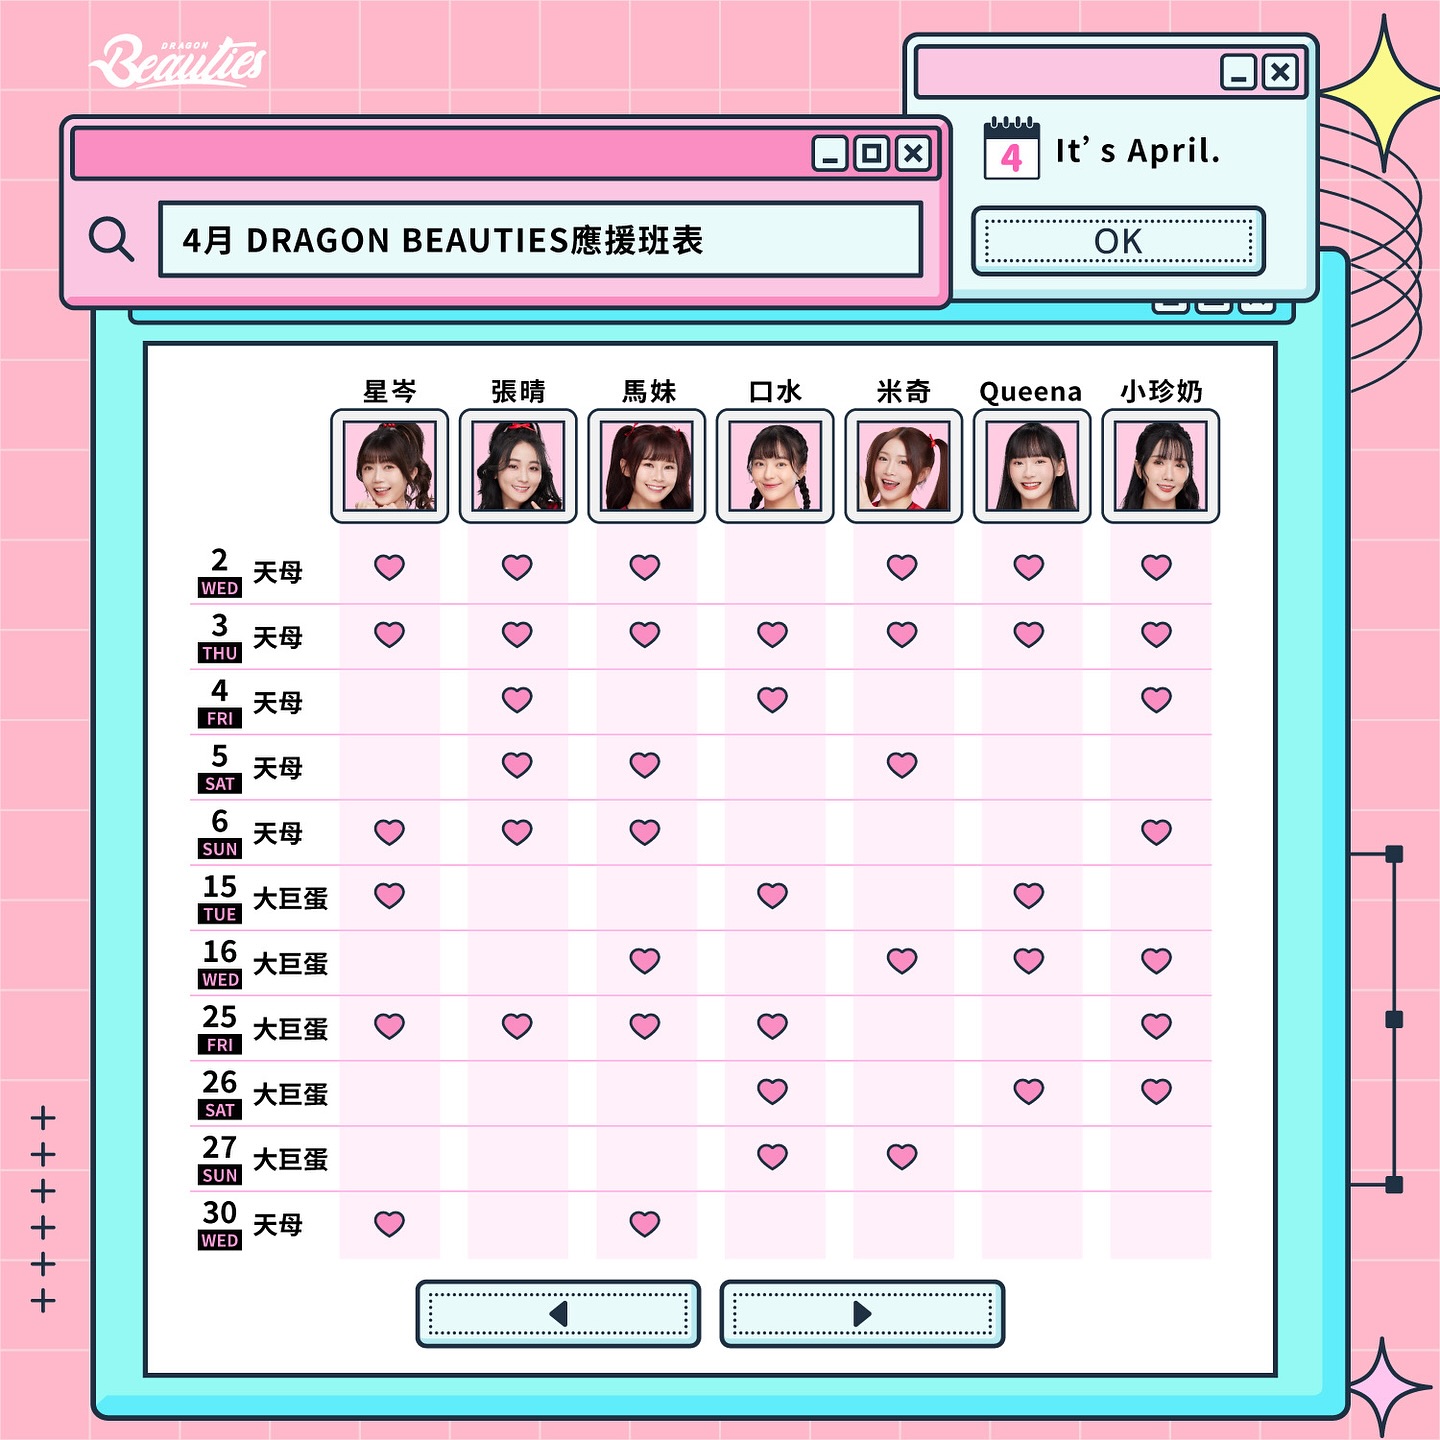 DRAGON
Beauties
4月 DRAGON BEAUTIES應援班表
4
It's April.
OK
星岑 張晴 馬妹 口水 米奇 Queena 小珍奶
2
WED 天母
3
THU 天母
4
FRI 天母
5
SAT 天母
6
SUN 天母
15
TUE 大巨蛋
16
WED 大巨蛋
25
FRI 大巨蛋
26
SAT 大巨蛋
27
SUN 大巨蛋
30
WED 天母